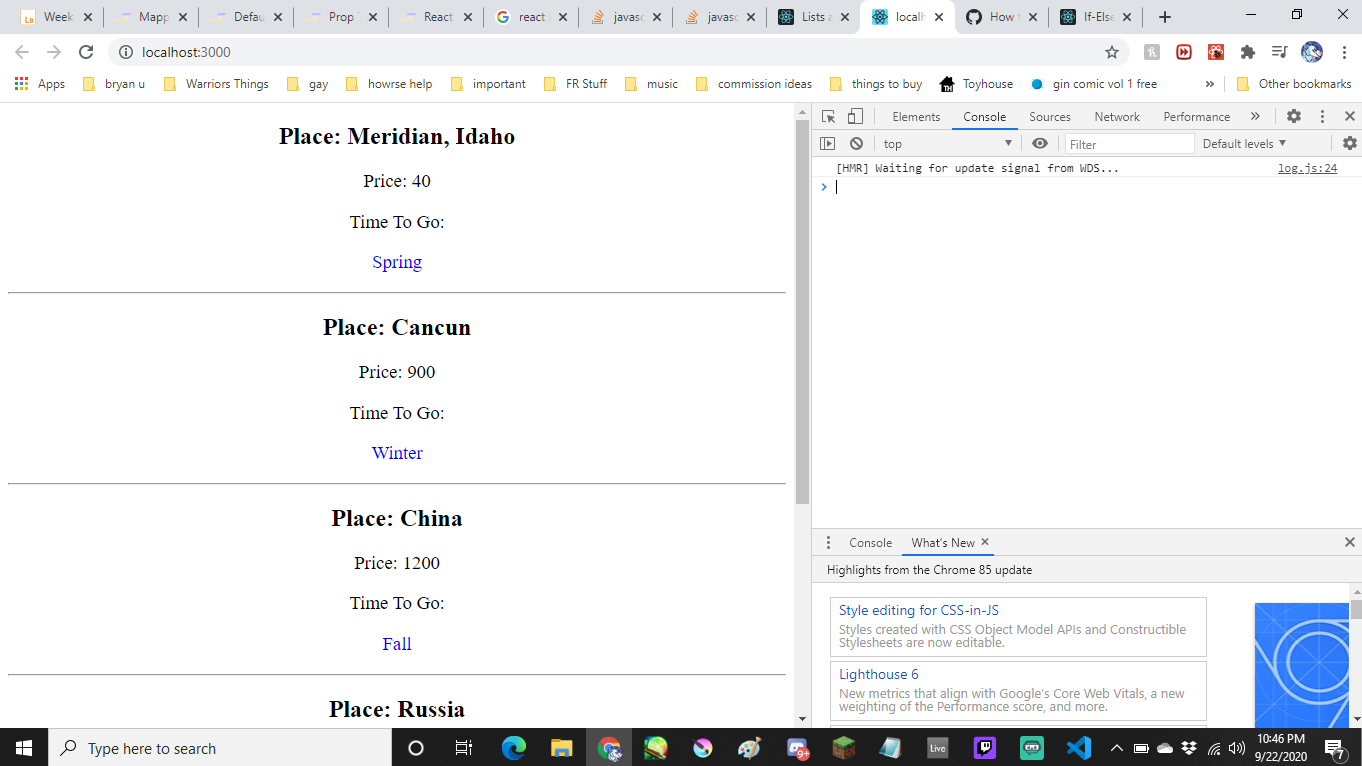 Week
Mapp
Defau
Prop
React
react
javasc
javasc
Lists a
localh
How
If-Else
localhost:3000
Apps
bryan u
Warriors Things
gay
howrse help
important
FR Stuff
music
commission ideas
things to buy
Toyhouse
gin comic vol 1 free
»
Other bookmarks
Place: Meridian, Idaho
Price: 40
Time To Go:
Spring
Place: Cancun
Price: 900
Time To Go:
Winter
Place: China
Price: 1200
Time To Go:
Fall
Place: Russia
Elements
Console
Sources
Network
Performance
»
top
Filter
Default levels
[HMR] Waiting for update signal from WDS...
log.js:24
Console
What's New
Highlights from the Chrome 85 update
Style editing for CSS-in-JS
Styles created with CSS Object Model APIs and Constructible
Stylesheets are now editable.
Lighthouse 6
New metrics that align with Google's Core Web Vitals, a new
weighting of the Performance score, and more.
Type here to search
9+
Live
10:46 PM
9/22/2020
7